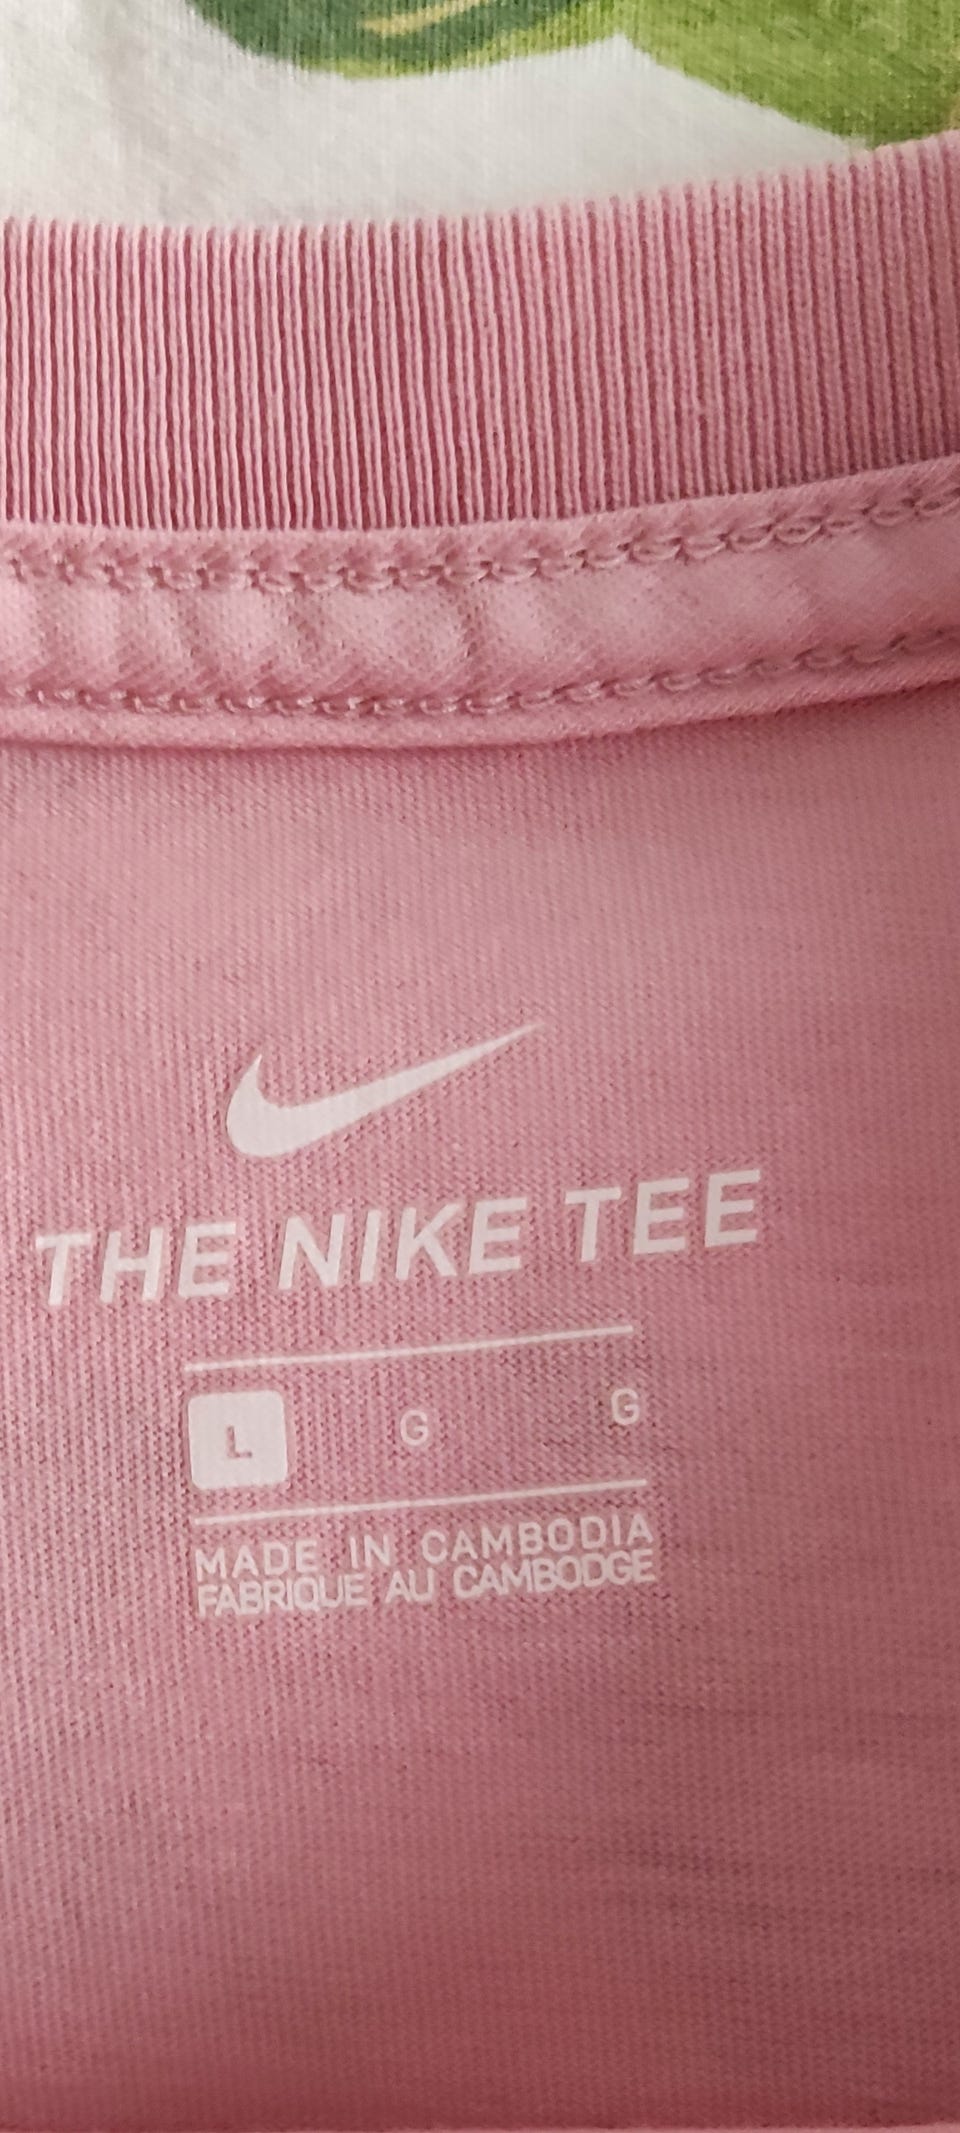 THE NIKE TEE
L G G
MADE IN CAMBODIA
FABRIQUE AU CAMBODGE